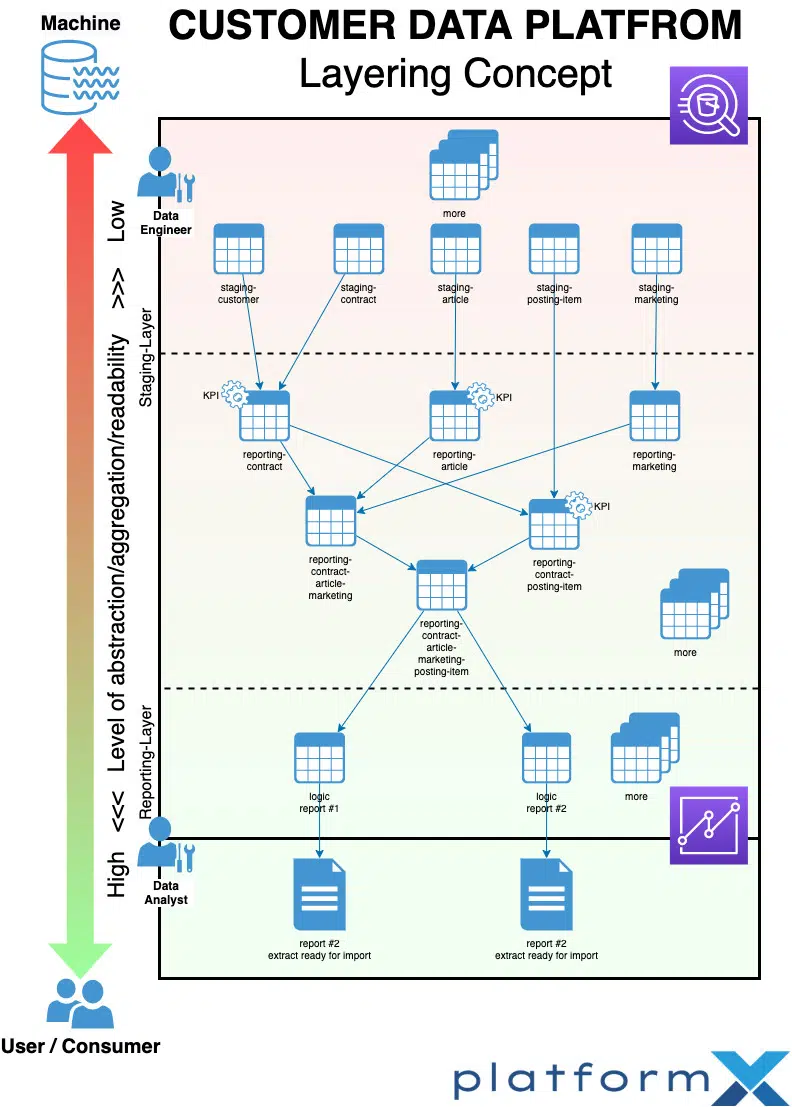 Machine
CUSTOMER DATA PLATFROM
Layering Concept
Data
Engineer
more
staging-
customer
staging-
contract
staging-
article
staging-
posting-item
staging-
marketing
High <<< Level of abstraction/aggregation/readability >>> Low
Staging-Layer
KPI
reporting-
contract
KPI
reporting-
article
reporting-
marketing
reporting-
contract-
article-
marketing
KPI
reporting-
contract-
posting-item
reporting-
contract-
article-
marketing-
posting-item
more
Reporting-Layer
logic
report #1
logic
report #2
more
Data
Analyst
report #2
extract ready for import
report #2
extract ready for import
User / Consumer
platformX